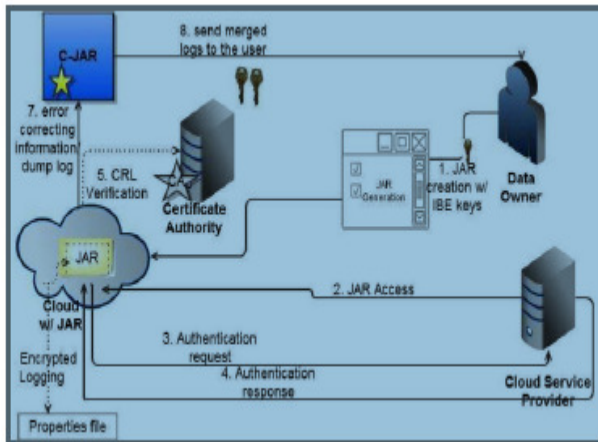 8. send merged
logs to the user
C-JAR
7. error
correcting
information/
dump log
5. CRL
Verification
Certificate
Authority
JAR
Generation
1. JAR
creation w/
IBE keys
Data
Owner
JAR
Cloud
w/ JAR
2. JAR Access
3. Authentication
request
4. Authentication
response
Cloud Service
Provider
Encrypted
Logging
Properties file